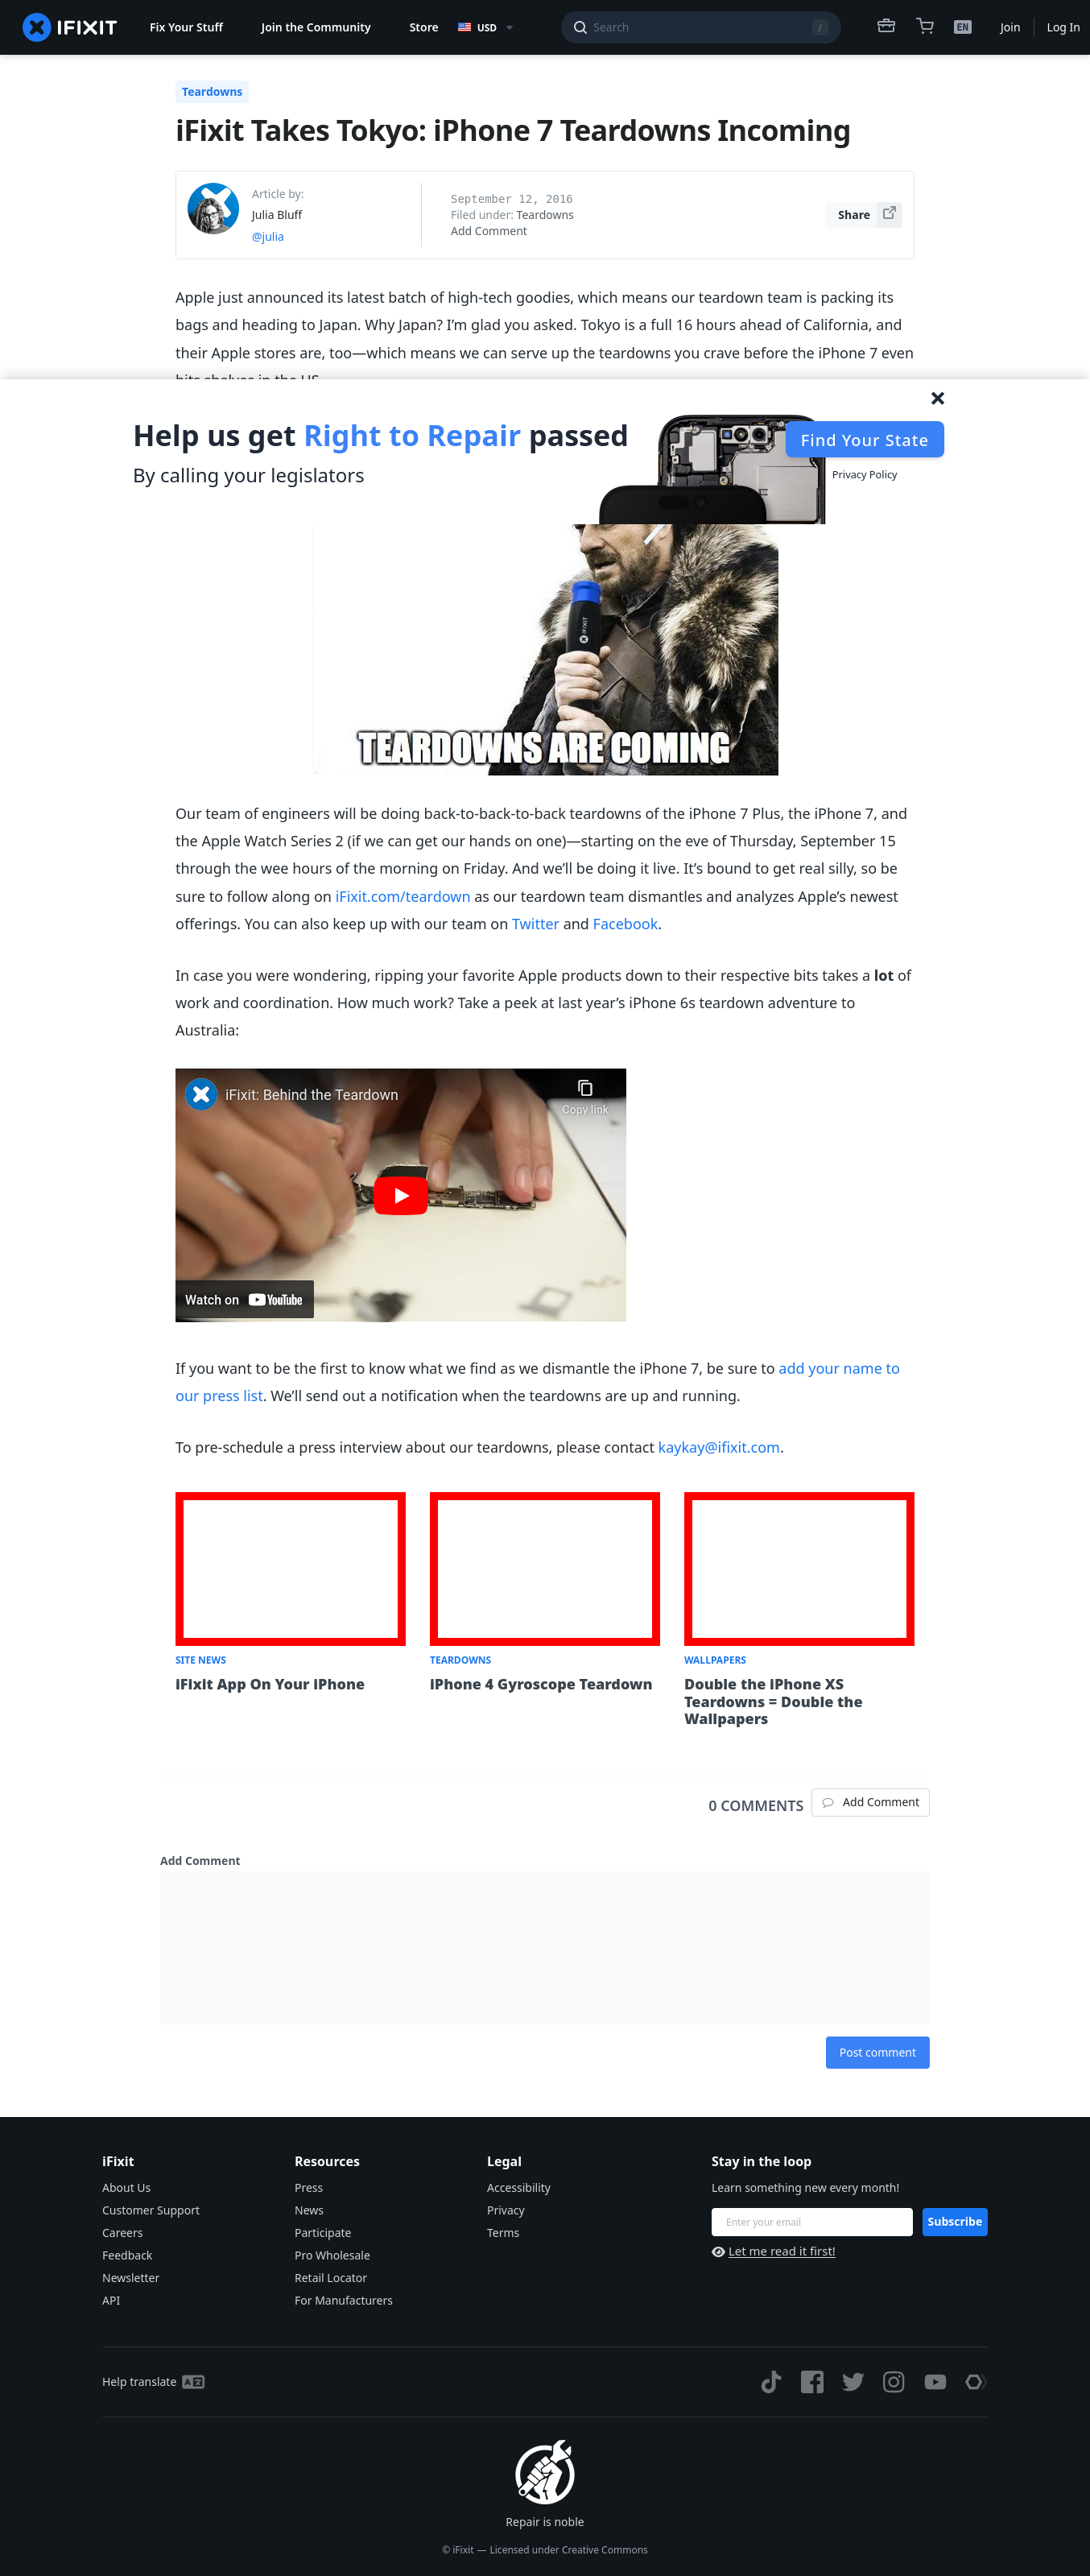 IFIXIT
Fix Your Stuff
Join the Community
Store
USD
Search
/
EN
Join
Log In
Teardowns
iFixit Takes Tokyo: iPhone 7 Teardowns Incoming
Article by:
Julia Bluff
@julia
September 12, 2016
Filed under: Teardowns
Add Comment
Share
Apple just announced its latest batch of high-tech goodies, which means our teardown team is packing its
bags and heading to Japan. Why Japan? I’m glad you asked. Tokyo is a full 16 hours ahead of California, and
their Apple stores are, too—which means we can serve up the teardowns you crave before the iPhone 7 even
hits shelves in the US.
Help us get Right to Repair passed
By calling your legislators
Find Your State
Privacy Policy
IFIXIT
TEARDOWNS ARE COMING
Our team of engineers will be doing back-to-back-to-back teardowns of the iPhone 7 Plus, the iPhone 7, and
the Apple Watch Series 2 (if we can get our hands on one)—starting on the eve of Thursday, September 15
through the wee hours of the morning on Friday. And we’ll be doing it live. It’s bound to get real silly, so be
sure to follow along on iFixit.com/teardown as our teardown team dismantles and analyzes Apple’s newest
offerings. You can also keep up with our team on Twitter and Facebook.
In case you were wondering, ripping your favorite Apple products down to their respective bits takes a lot of
work and coordination. How much work? Take a peek at last year’s iPhone 6s teardown adventure to
Australia:
iFixit: Behind the Teardown
Copy link
Watch on YouTube
If you want to be the first to know what we find as we dismantle the iPhone 7, be sure to add your name to
our press list. We’ll send out a notification when the teardowns are up and running.
To pre-schedule a press interview about our teardowns, please contact kaykay@ifixit.com.
SITE NEWS
iFixit App On Your iPhone
TEARDOWNS
iPhone 4 Gyroscope Teardown
WALLPAPERS
Double the iPhone XS
Teardowns = Double the
Wallpapers
0 COMMENTS
Add Comment
Add Comment
Post comment
iFixit
About Us
Customer Support
Careers
Feedback
Newsletter
API
Resources
Press
News
Participate
Pro Wholesale
Retail Locator
For Manufacturers
Legal
Accessibility
Privacy
Terms
Stay in the loop
Learn something new every month!
Enter your email
Subscribe
Let me read it first!
Help translate
Repair is noble
© iFixit — Licensed under Creative Commons